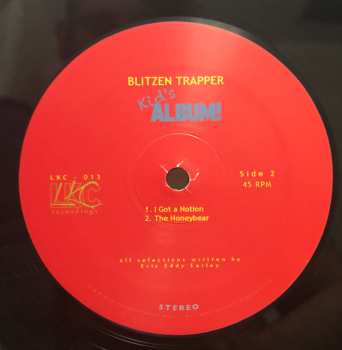 BLITZEN TRAPPER
Kid's
ALBUM!
LKC - 013
LKC
recordings
Side 2
45 RPM
1. I Got a Notion
2. The Honeybear
all selections written by
Eric Eddy Earley
STEREO